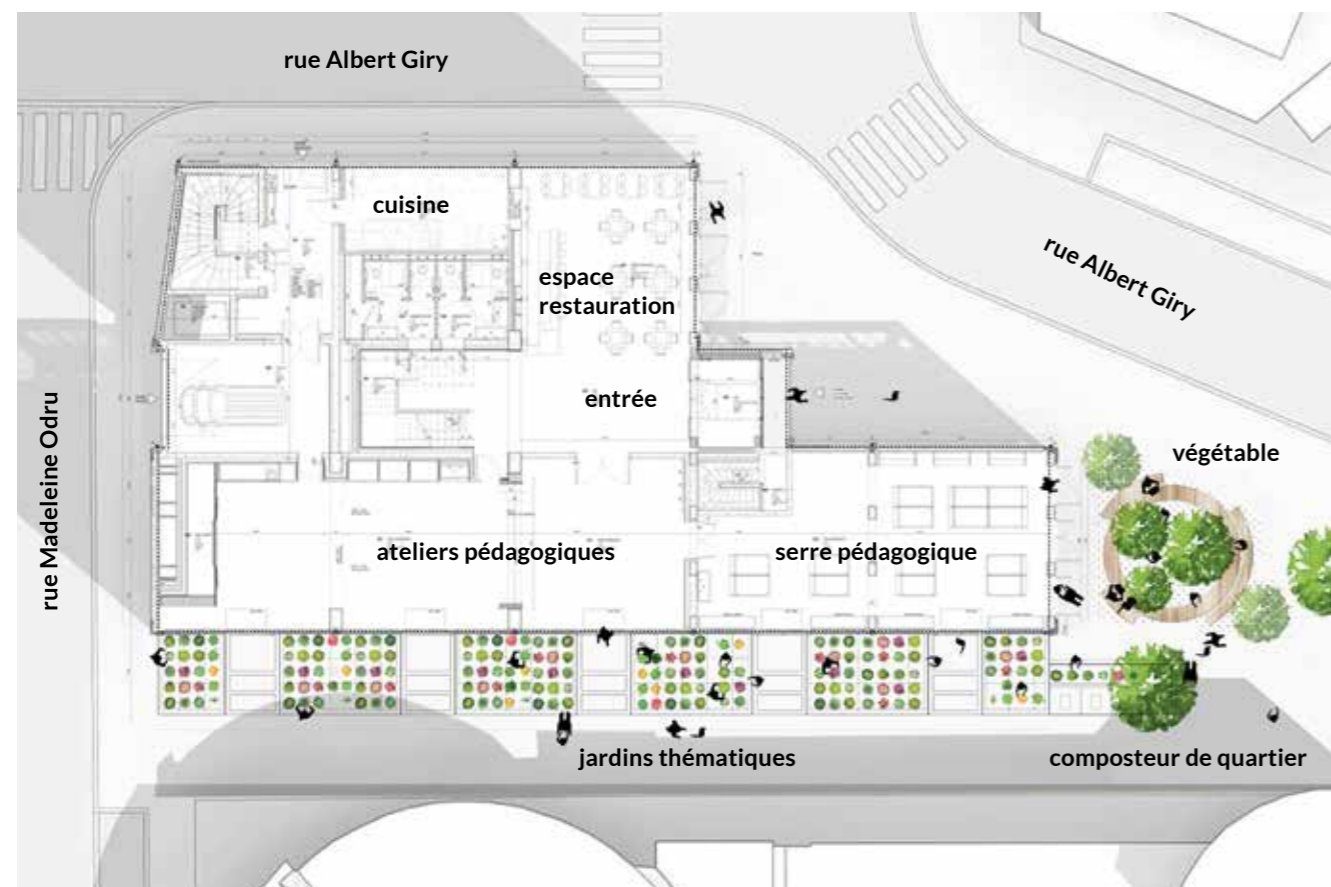 rue Albert Giry
cuisine
rue Albert Giry
espace
restauration
entrée
rue Madeleine Odru
végétable
ateliers pédagogiques
serre pédagogique
jardins thématiques
composteur de quartier